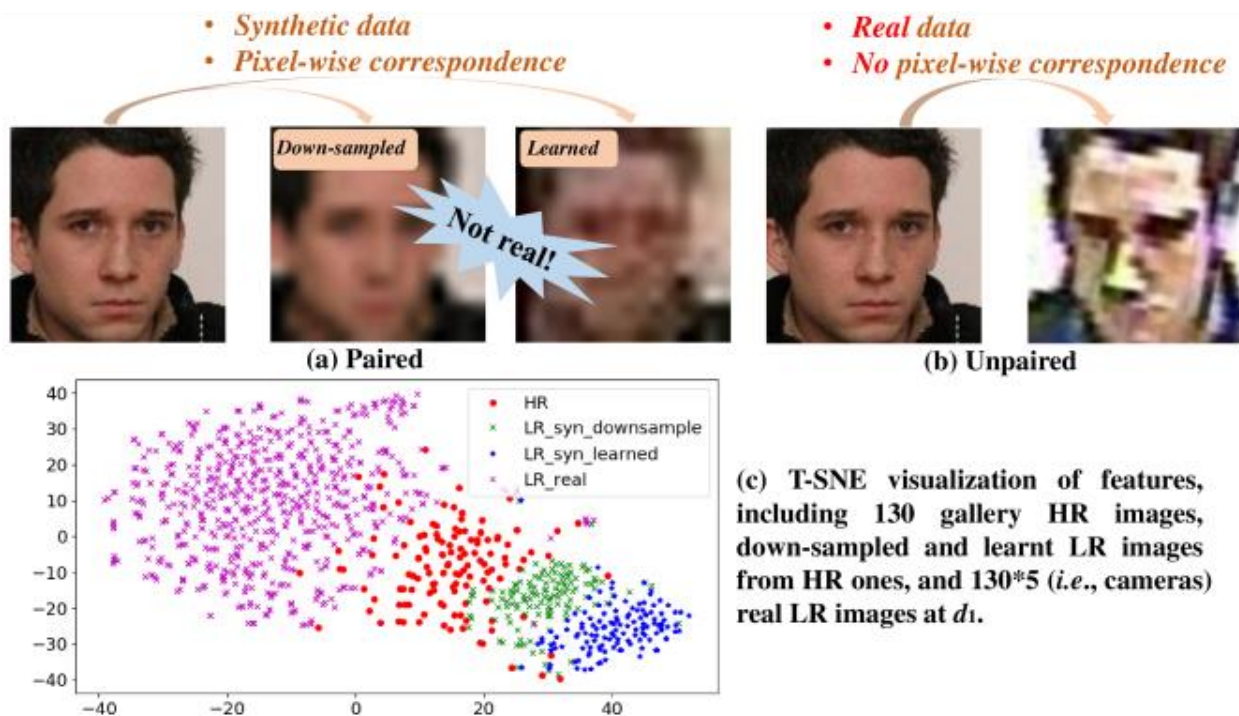 • Synthetic data
• Pixel-wise correspondence
• Real data
• No pixel-wise correspondence
Down-sampled
Learned
Not real!
(a) Paired
(b) Unpaired
40
30
20
10
0
−10
−20
−30
−40
−40
−20
0
20
40
HR
LR_syn_downsample
LR_syn_learned
LR_real
(c) T-SNE visualization of features,
including 130 gallery HR images,
down-sampled and learnt LR images
from HR ones, and 130*5 (i.e., cameras)
real LR images at d1.